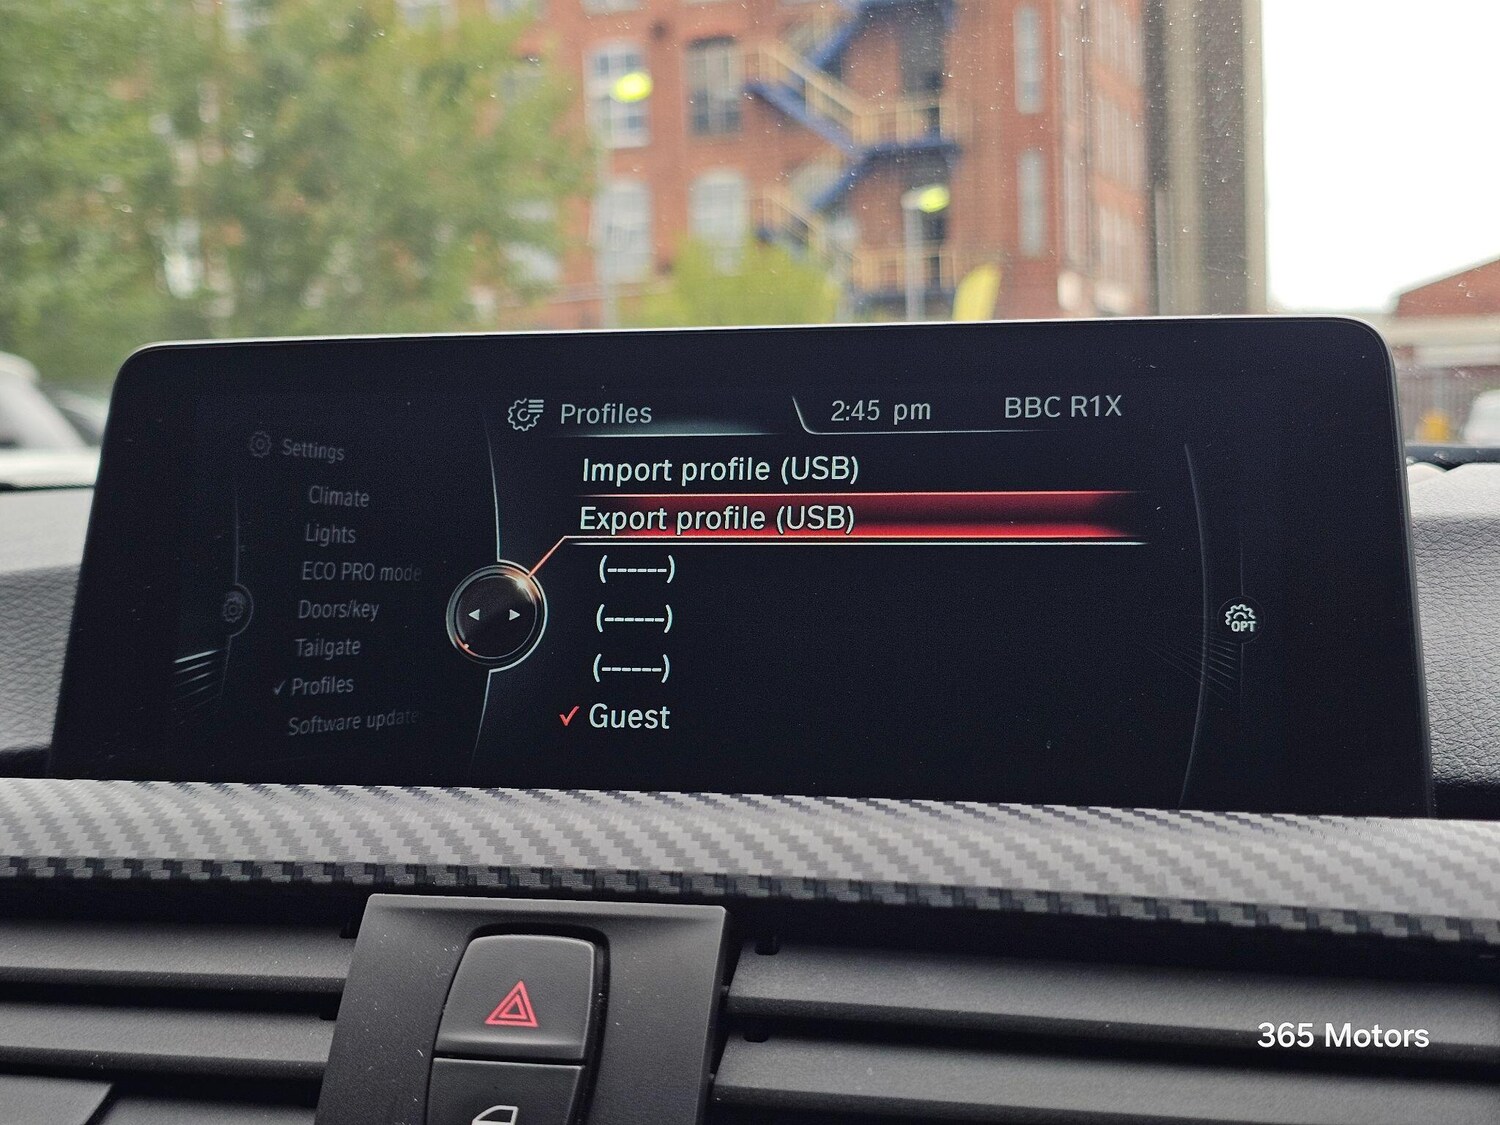 Profiles
2:45 pm
BBC R1X
Settings
Climate
Lights
ECO PRO mode
Doors/key
Tailgate
✓ Profiles
Software update
Import profile (USB)
Export profile (USB)
(------)
(------)
(------)
✓ Guest
OPT
365 Motors